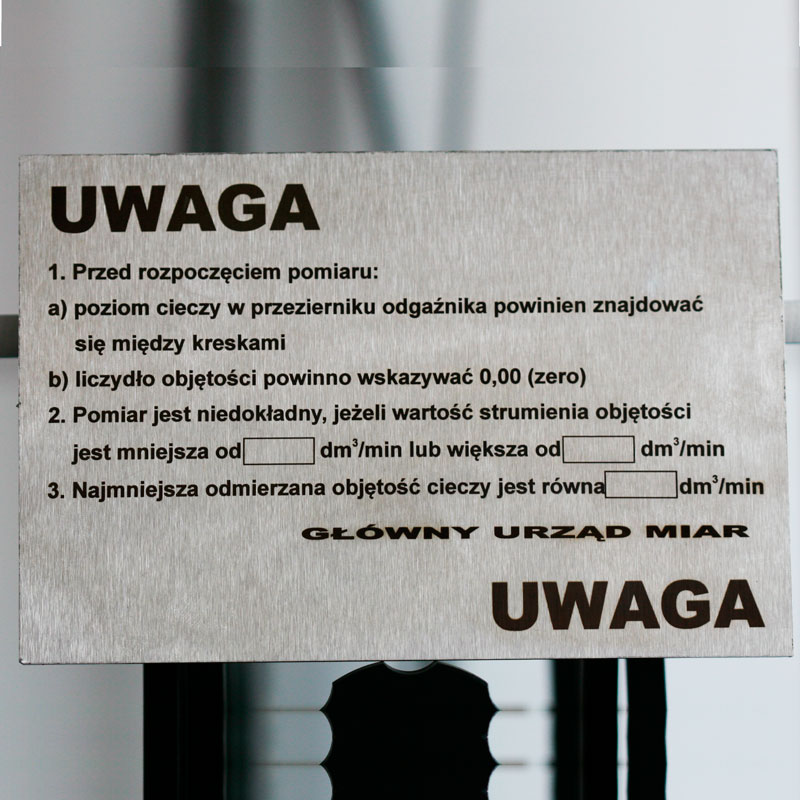 UWAGA
1. Przed rozpoczęciem pomiaru:
a) poziom cieczy w przezierniku odgaźnika powinien znajdować
się między kreskami
b) liczydło objętości powinno wskazywać 0,00 (zero)
2. Pomiar jest niedokładny, jeżeli wartość strumienia objętości
jest mniejsza od dm³/min lub większa od dm³/min
3. Najmniejsza odmierzana objętość cieczy jest równa dm³/min
GŁÓWNY URZĄD MIAR
UWAGA